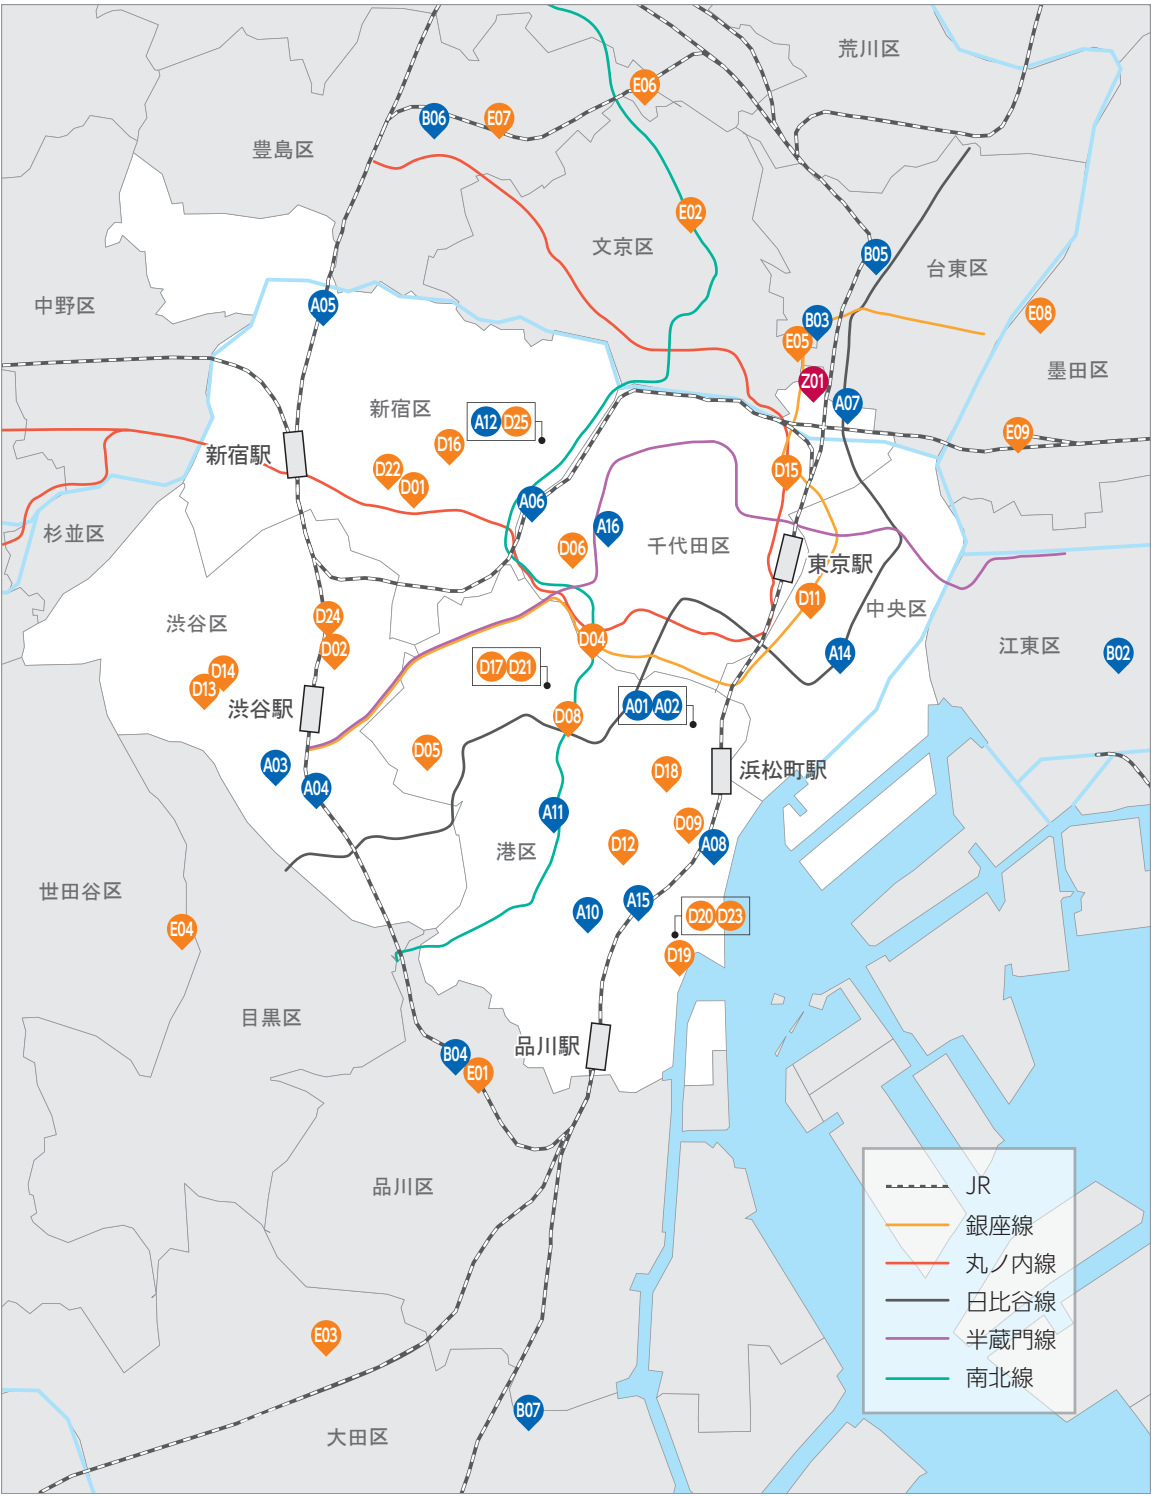 荒川区
E06
B06
E07
豊島区
E02
文京区
B05
台東区
中野区
A05
B03
E08
E05
墨田区
Z01
A07
新宿区
A12
D25
E09
D16
新宿駅
D22
D15
D01
A06
A16
杉並区
D06
千代田区
東京駅
D11
中央区
渋谷区
D24
D04
江東区
D02
A14
B02
D14
D17
D21
D13
渋谷駅
A01
A02
D08
D05
A03
D18
浜松町駅
A04
A11
D09
D12
A08
港区
世田谷区
A10
A15
D20
D23
E04
D19
目黒区
品川駅
B04
E01
品川区
JR
銀座線
丸ノ内線
日比谷線
半蔵門線
南北線
E03
B07
大田区